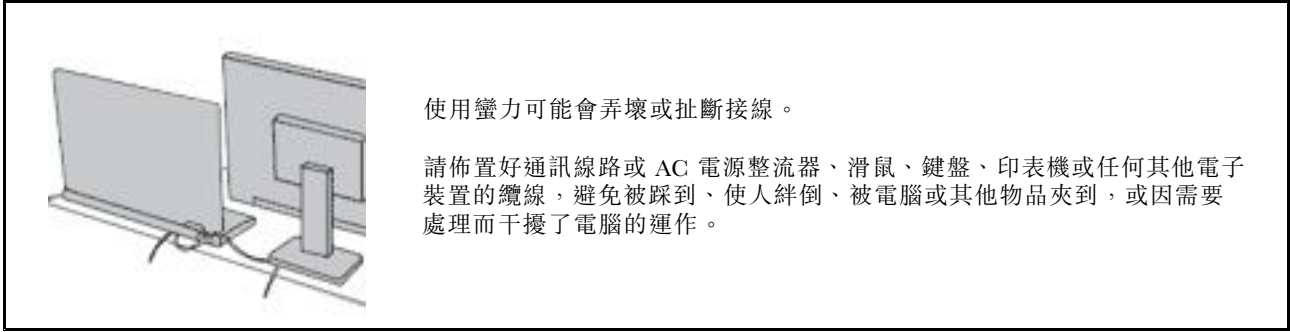 使用蠻力可能會弄壞或扯斷接線。
請佈置好通訊線路或 AC 電源整流器、滑鼠、鍵盤、印表機或任何其他電子
裝置的纜線，避免被踩到、使人絆倒、被電腦或其他物品夾到，或因需要
處理而干擾了電腦的運作。